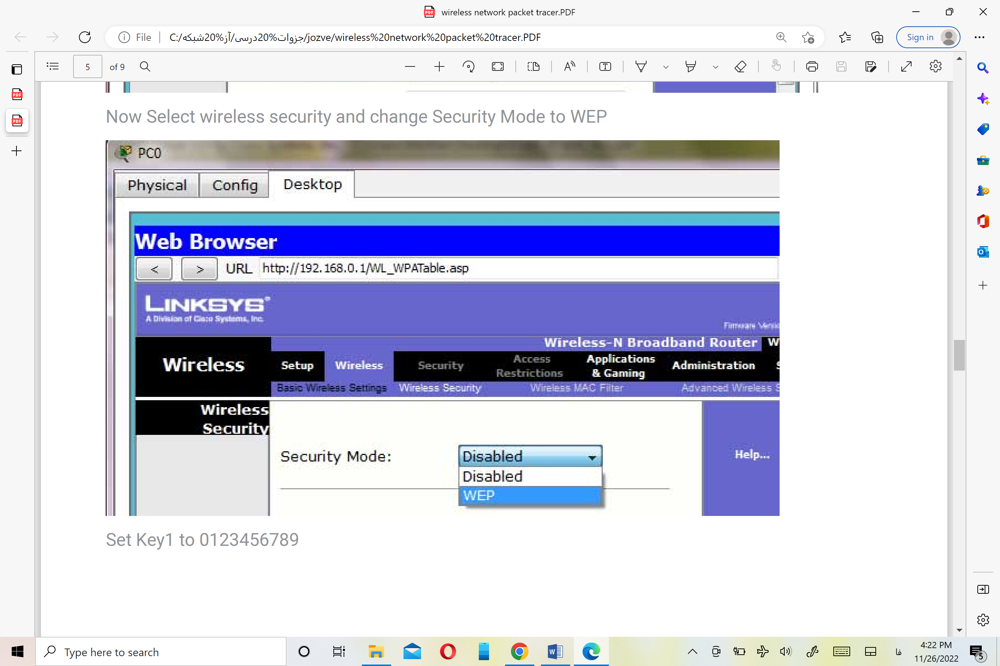 wireless network packet tracer.PDF
File
C:/جزوات%20درسی/آز%20شبکه/jozve/wireless%20network%20packet%20tracer.PDF
Sign in
5
of 9
Now Select wireless security and change Security Mode to WEP
PC0
Physical
Config
Desktop
Web Browser
<
>
URL
http://192.168.0.1/WL_WPATable.asp
LINKSYS®
A Division of Cisco Systems, Inc.
Firmware
Wireless-N Broadband Router
Wireless
Setup
Wireless
Security
Access Restrictions
Applications & Gaming
Administration
Basic Wireless Settings
Wireless Security
Wireless MAC Filter
Advanced Wireless
Wireless
Security
Security Mode:
Disabled
Disabled
WEP
Help...
Set Key1 to 0123456789
Type here to search
فا
4:22 PM
11/26/2022
5